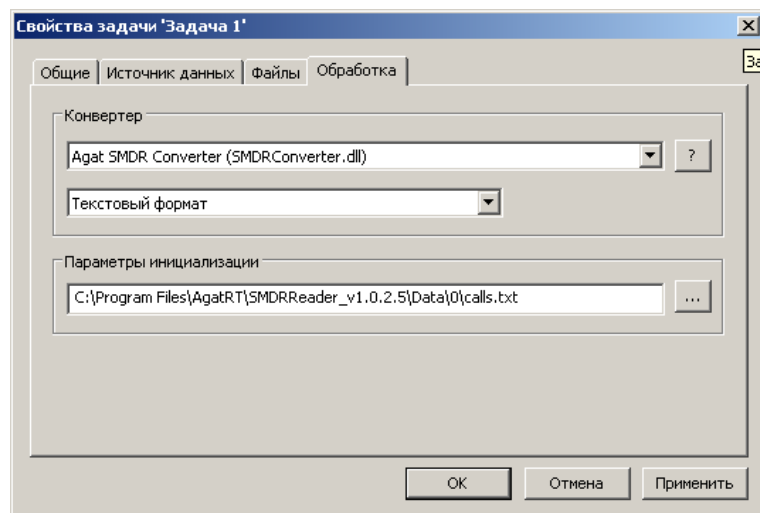 Свойства задачи 'Задача 1'
За
Общие Источник данных Файлы Обработка
Конвертер
Agat SMDR Converter (SMDRConverter.dll) ?
Текстовый формат
Параметры инициализации
C:\Program Files\AgatRT\SMDRReader_v1.0.2.5\Data\0\calls.txt ...
OK Отмена Применить